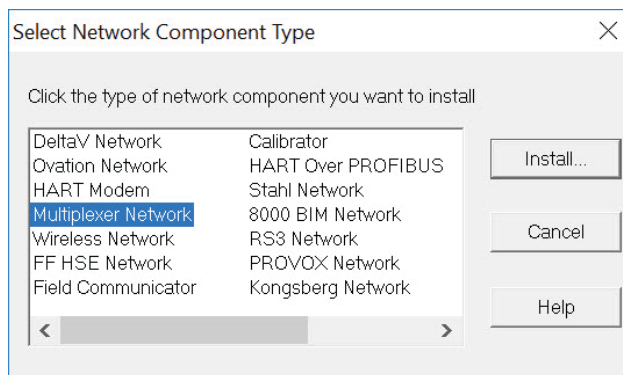 Select Network Component Type
Click the type of network component you want to install
DeltaV Network
Ovation Network
HART Modem
Multiplexer Network
Wireless Network
FF HSE Network
Field Communicator
Calibrator
HART Over PROFIBUS
Stahl Network
8000 BIM Network
RS3 Network
PROVOX Network
Kongsberg Network
Install...
Cancel
Help